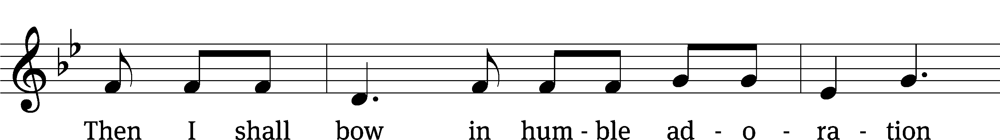 Then I shall bow in hum - ble ad - o - ra - tion